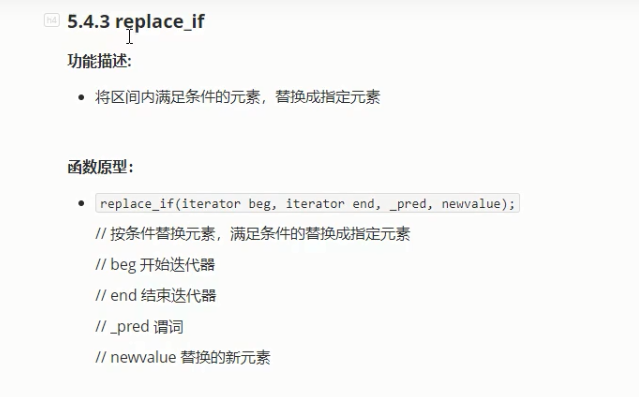 h4
5.4.3 replace_if
功能描述:
将区间内满足条件的元素，替换成指定元素
函数原型：
replace_if(iterator beg, iterator end, _pred, newvalue);
// 按条件替换元素，满足条件的替换成指定元素
// beg 开始迭代器
// end 结束迭代器
// _pred 谓词
// newvalue 替换的新元素